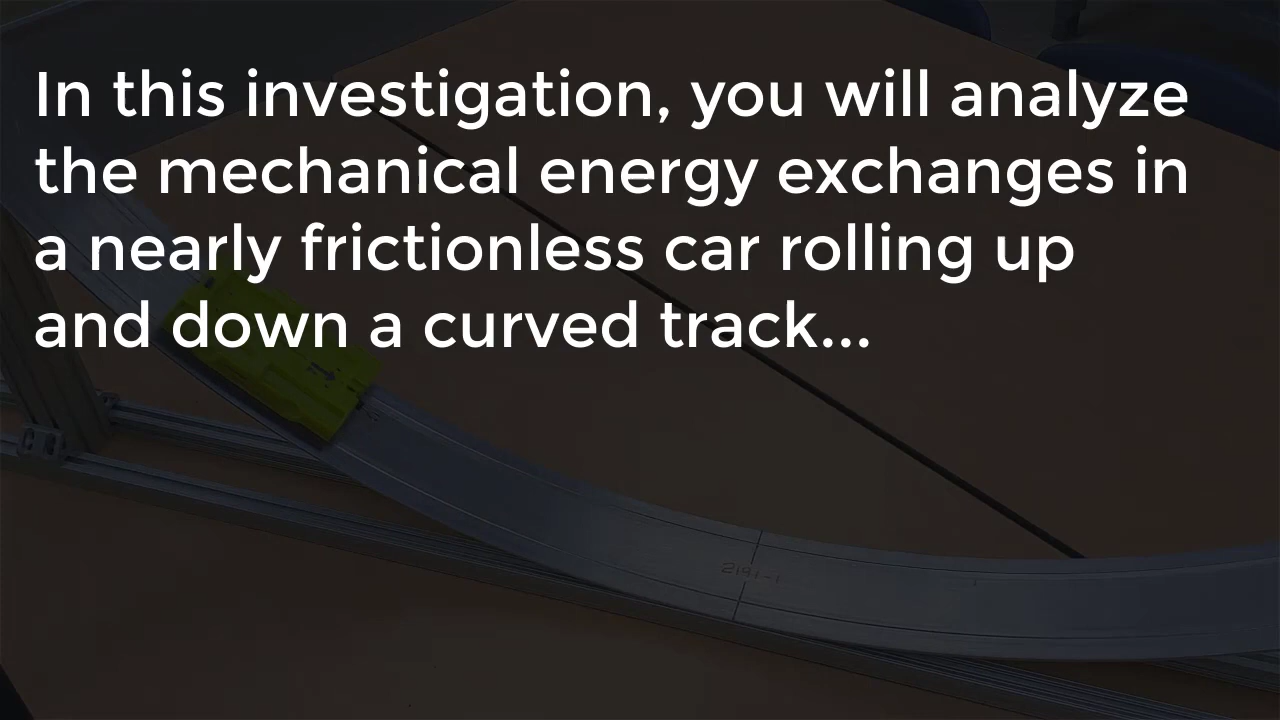 In this investigation, you will analyze
the mechanical energy exchanges in
a nearly frictionless car rolling up
and down a curved track...